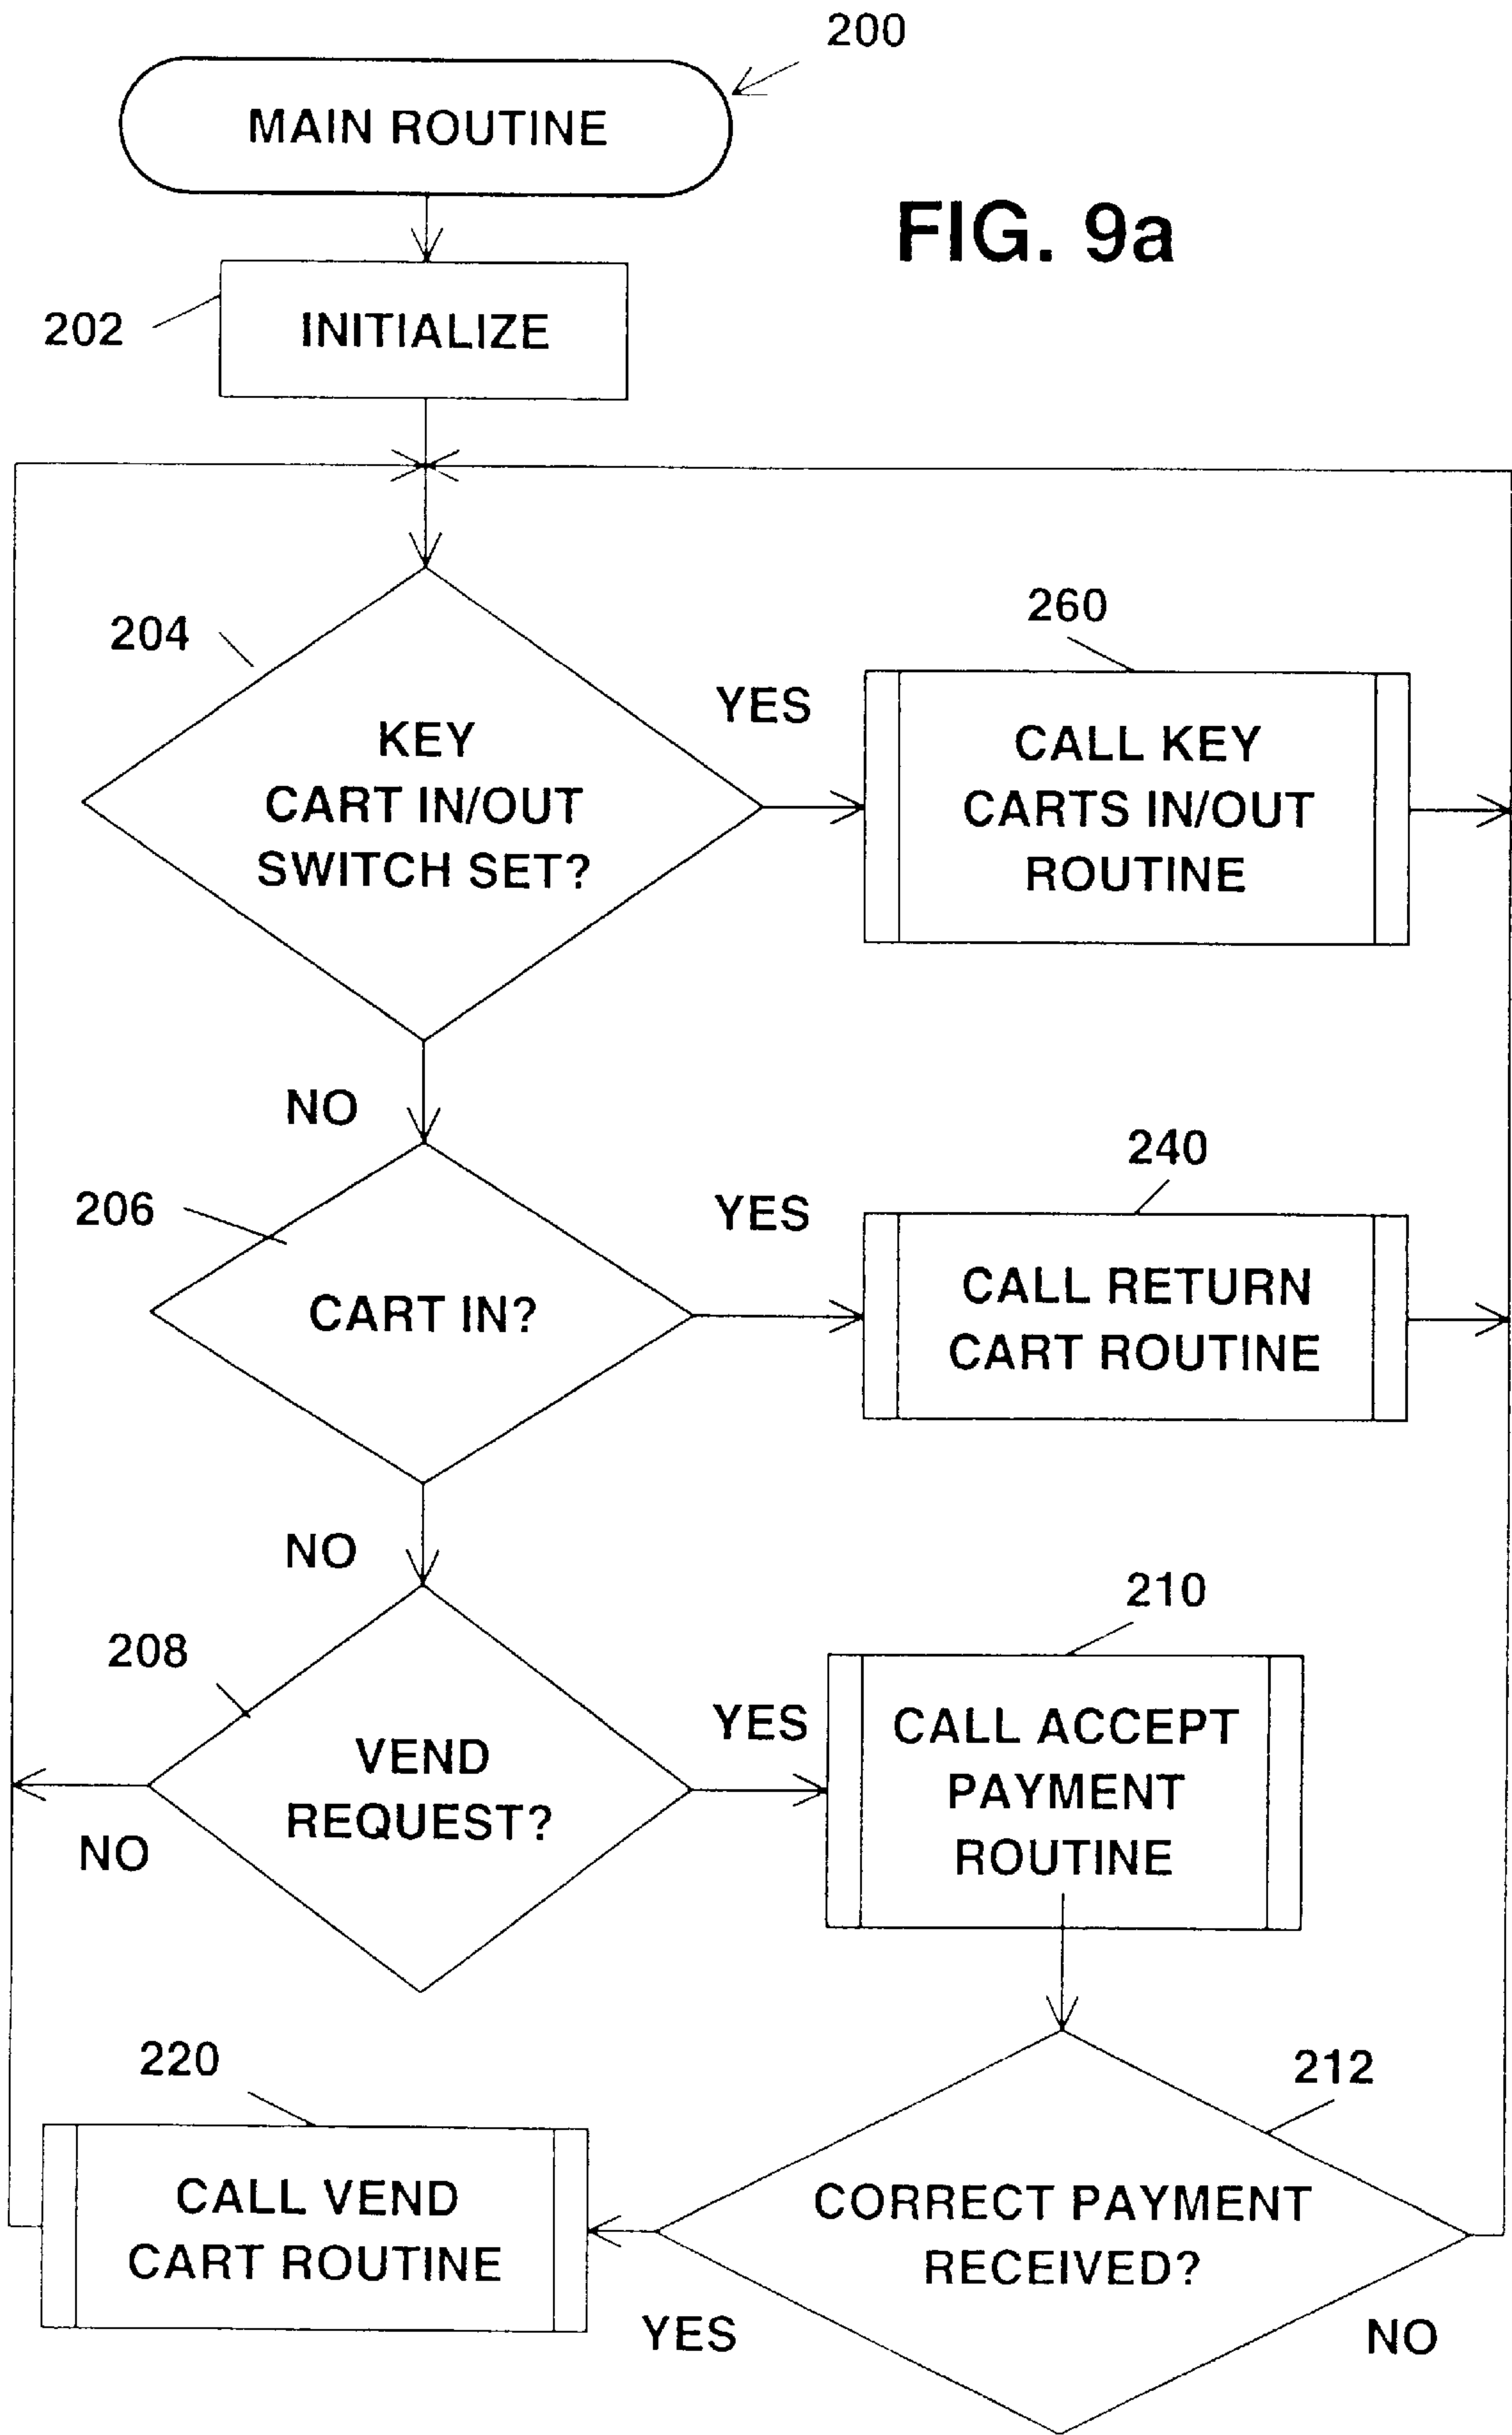 200
MAIN ROUTINE
FIG. 9a
202
INITIALIZE
204
260
YES
KEY
CART IN/OUT
SWITCH SET?
CALL KEY
CARTS IN/OUT
ROUTINE
NO
240
206
YES
CART IN?
CALL RETURN
CART ROUTINE
NO
210
208
YES
VEND
REQUEST?
CALL ACCEPT
PAYMENT
ROUTINE
NO
220
212
CALL VEND
CART ROUTINE
CORRECT PAYMENT
RECEIVED?
YES
NO